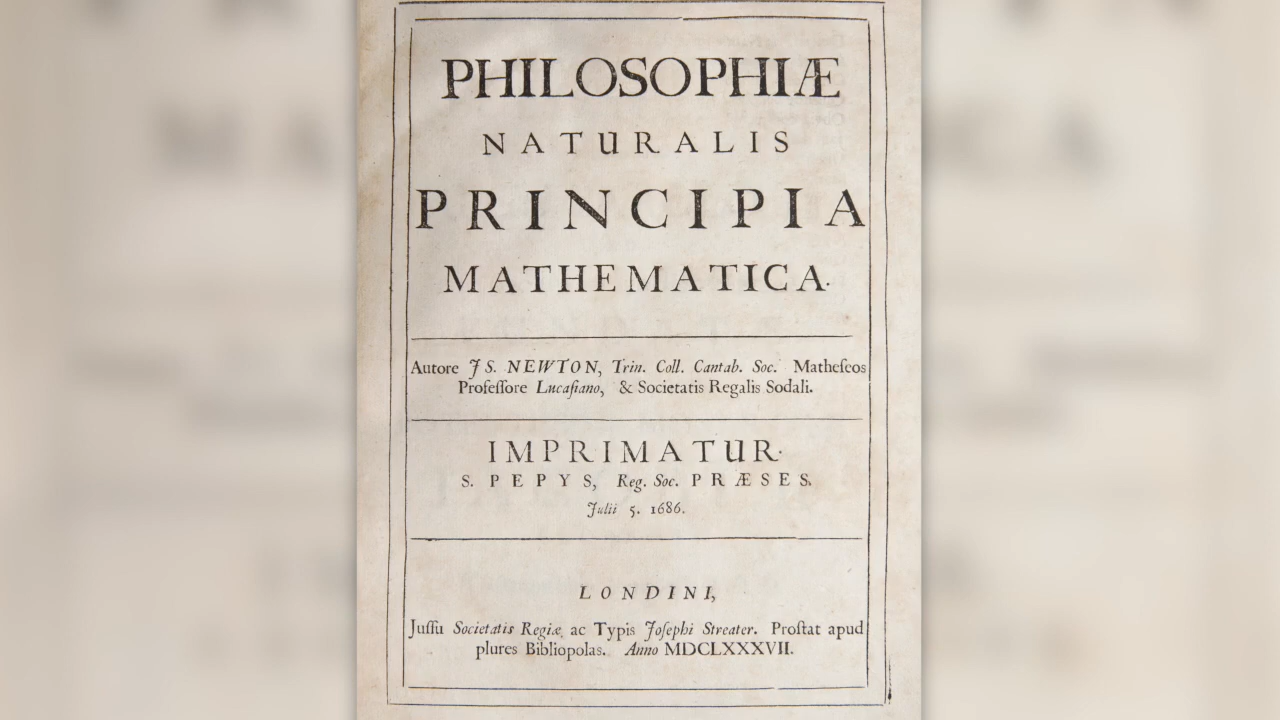 PHILOSOPHIÆ
NATURALIS
PRINCIPIA
MATHEMATICA.
Autore J S. NEWTON, Trin. Coll. Cantab. Soc. Matheſeos
Profeſſore Lucaſiano, & Societatis Regalis Sodali.
IMPRIMATUR.
S. PEPYS, Reg. Soc. PRÆSES.
Julii 5. 1686.
LONDINI,
Juſſu Societatis Regiæ ac Typis Joſephi Streater. Proſtat apud
plures Bibliopolas. Anno MDCLXXXVII.